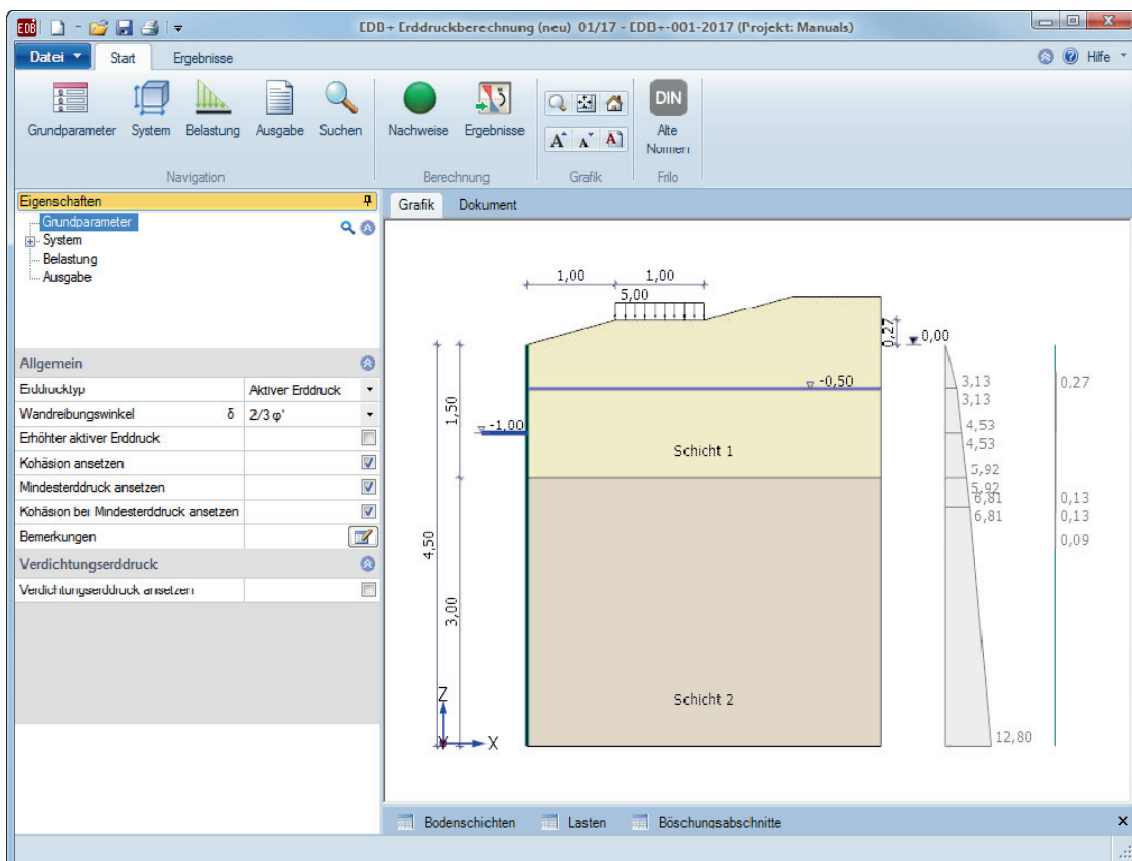 EDB
EDB+ Erddruckberechnung (neu) 01/17 - EDB+-001-2017 (Projekt: Manuals)
Datei Start Ergebnisse Hilfe
Grundparameter System Belastung Ausgabe Suchen Nachweise Ergebnisse DIN Alte Normen
Navigation Berechnung Grafik Frilo
Eigenschaften
Grundparameter
System
Belastung
Ausgabe
Allgemein
Erddrucktyp Aktiver Erddruck
Wandreibungswinkel δ 2/3 φ'
Erhöhter aktiver Erddruck
Kohäsion ansetzen
Mindesterddruck ansetzen
Kohäsion bei Mindesterddruck ansetzen
Bemerkungen
Verdichtungserddruck
Verdichtungserddruck ansetzen
Grafik Dokument
1,00 1,00
5,00
0,27
0,00
-0,50
-1,00
1,50
4,50
3,00
Schicht 1
Schicht 2
Z
Y
X
3,13
3,13
4,53
4,53
5,92
5,92
6,81
6,81
12,80
0,27
0,13
0,13
0,09
Bodenschichten Lasten Böschungsabschnitte